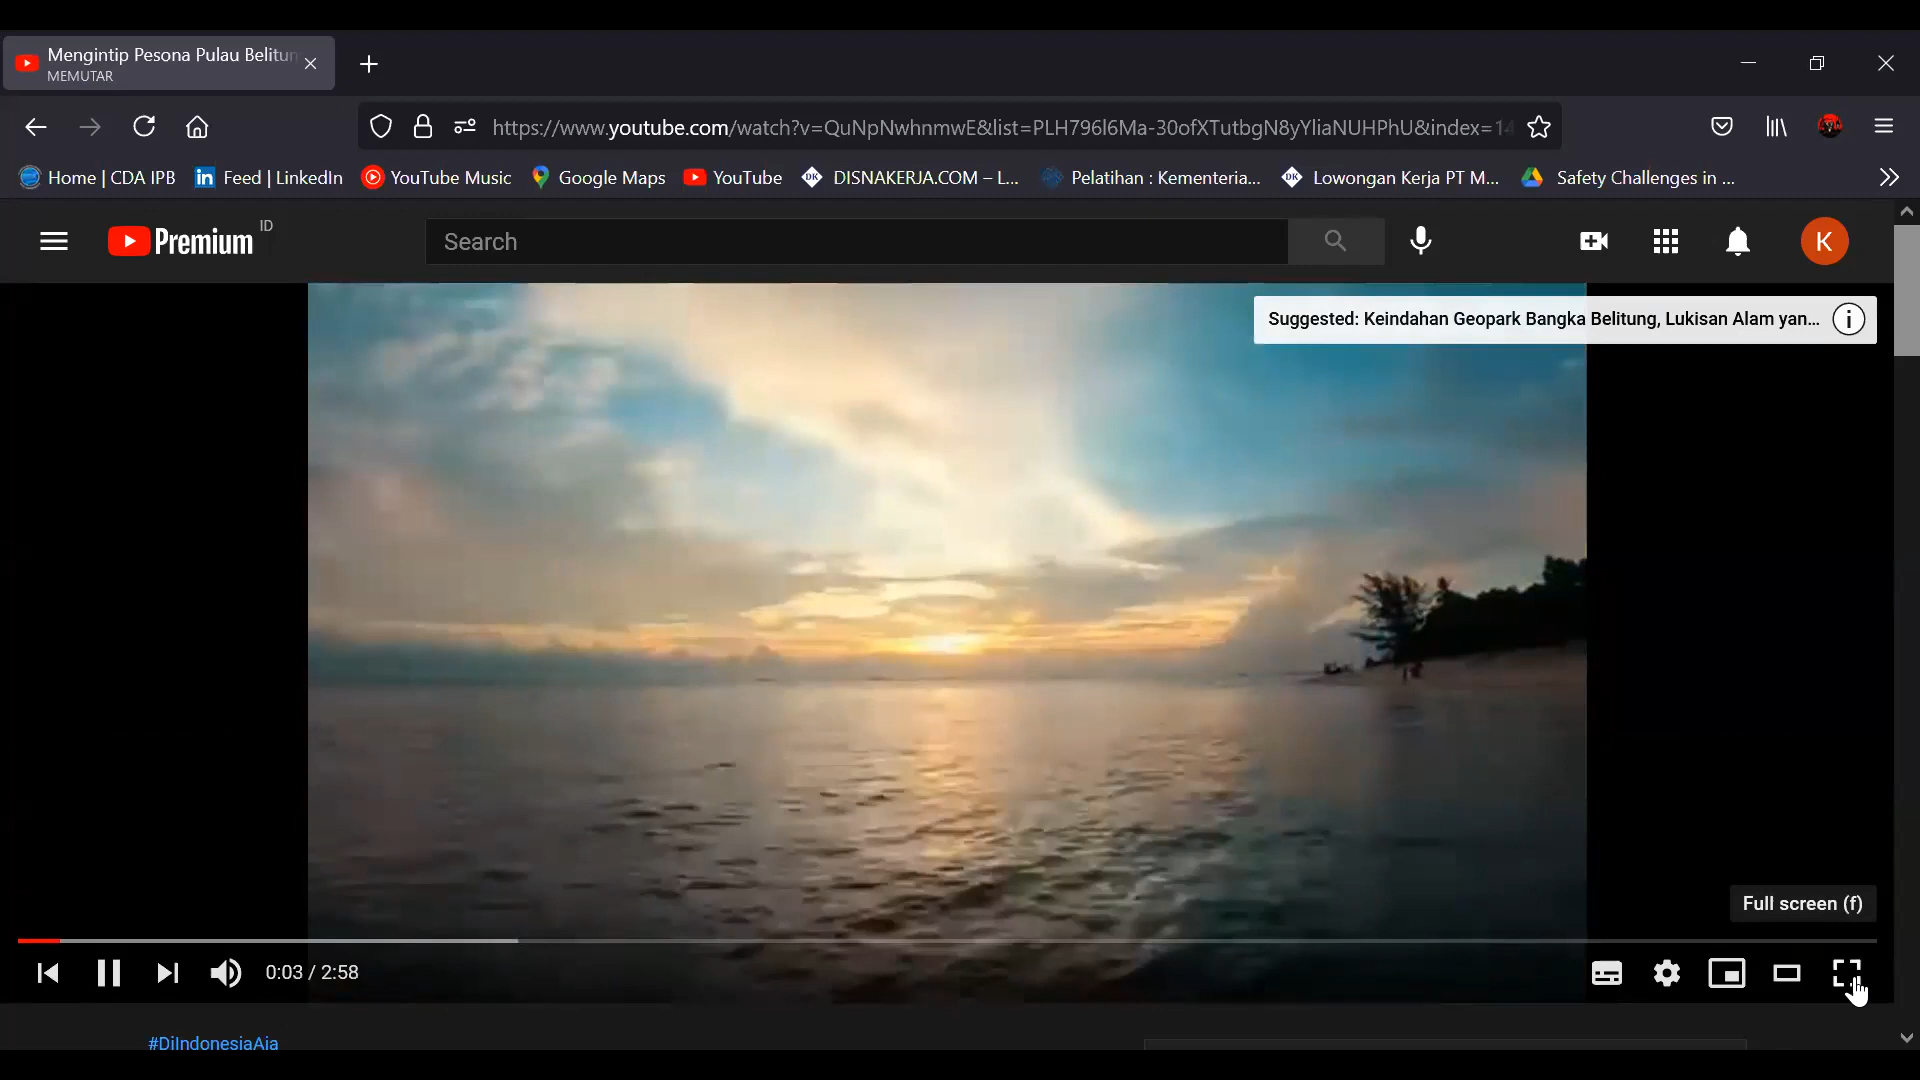 Mengintip Pesona Pulau Belitun
MEMUTAR
https://www.youtube.com/watch?v=QuNpNwhnmwE&list=PLH796l6Ma-30ofXTutbgN8yYliaNUHPhU&index=14
Home | CDA IPB
Feed | LinkedIn
YouTube Music
Google Maps
YouTube
DISNAKERJA.COM – L...
Pelatihan : Kementeria...
Lowongan Kerja PT M...
Safety Challenges in ...
Premium ID
Search
K
Suggested: Keindahan Geopark Bangka Belitung, Lukisan Alam yan...
Full screen (f)
0:03 / 2:58
#DiIndonesiaAja